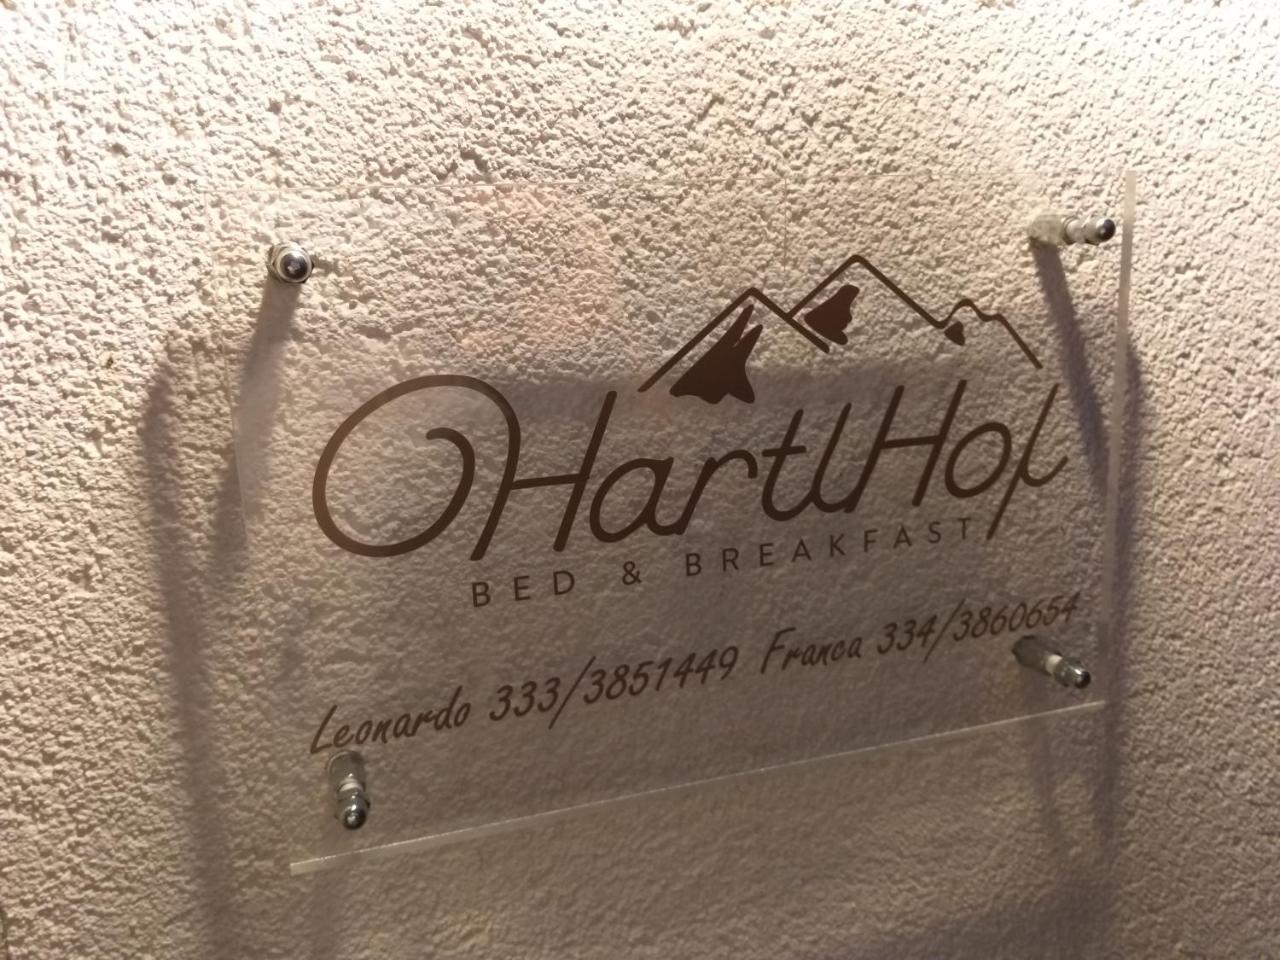 HartlHof
BED & BREAKFAST
Leonardo 333/3851449 Franca 334/3860654